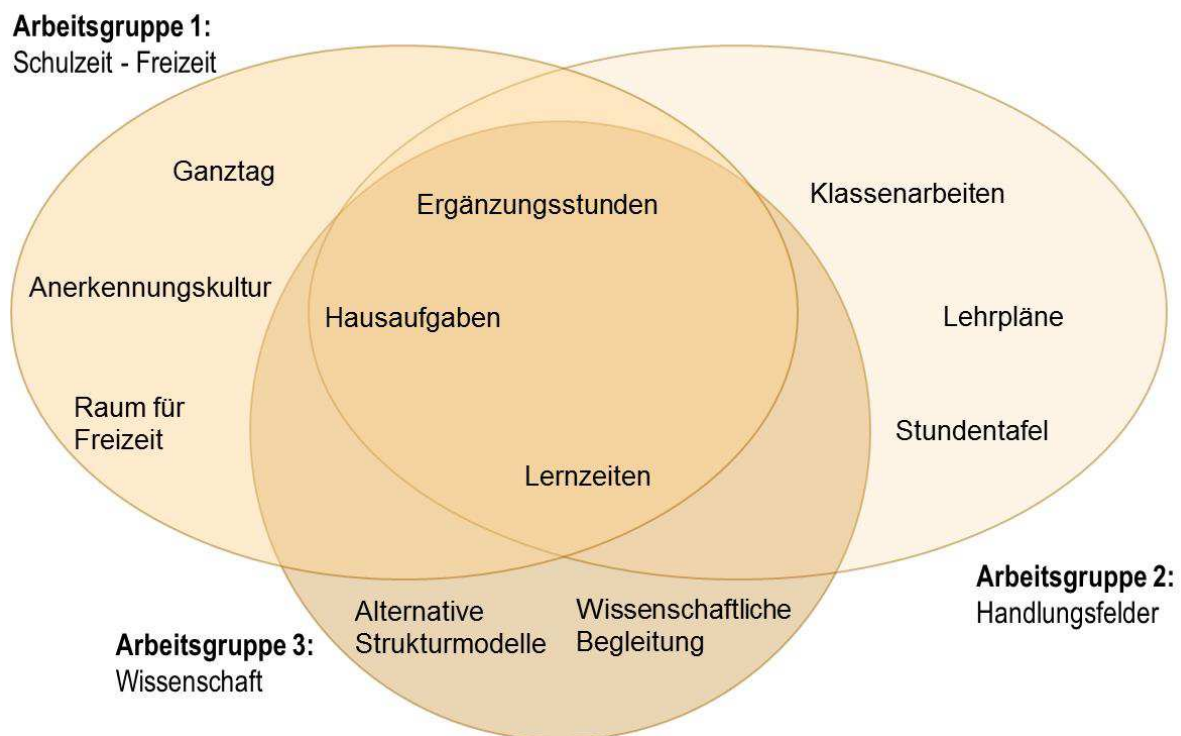 Arbeitsgruppe 1:
Schulzeit - Freizeit
Ganztag
Ergänzungsstunden
Klassenarbeiten
Anerkennungskultur
Hausaufgaben
Lehrpläne
Raum für
Freizeit
Stundentafel
Lernzeiten
Arbeitsgruppe 2:
Handlungsfelder
Alternative
Strukturmodelle
Wissenschaftliche
Begleitung
Arbeitsgruppe 3:
Wissenschaft